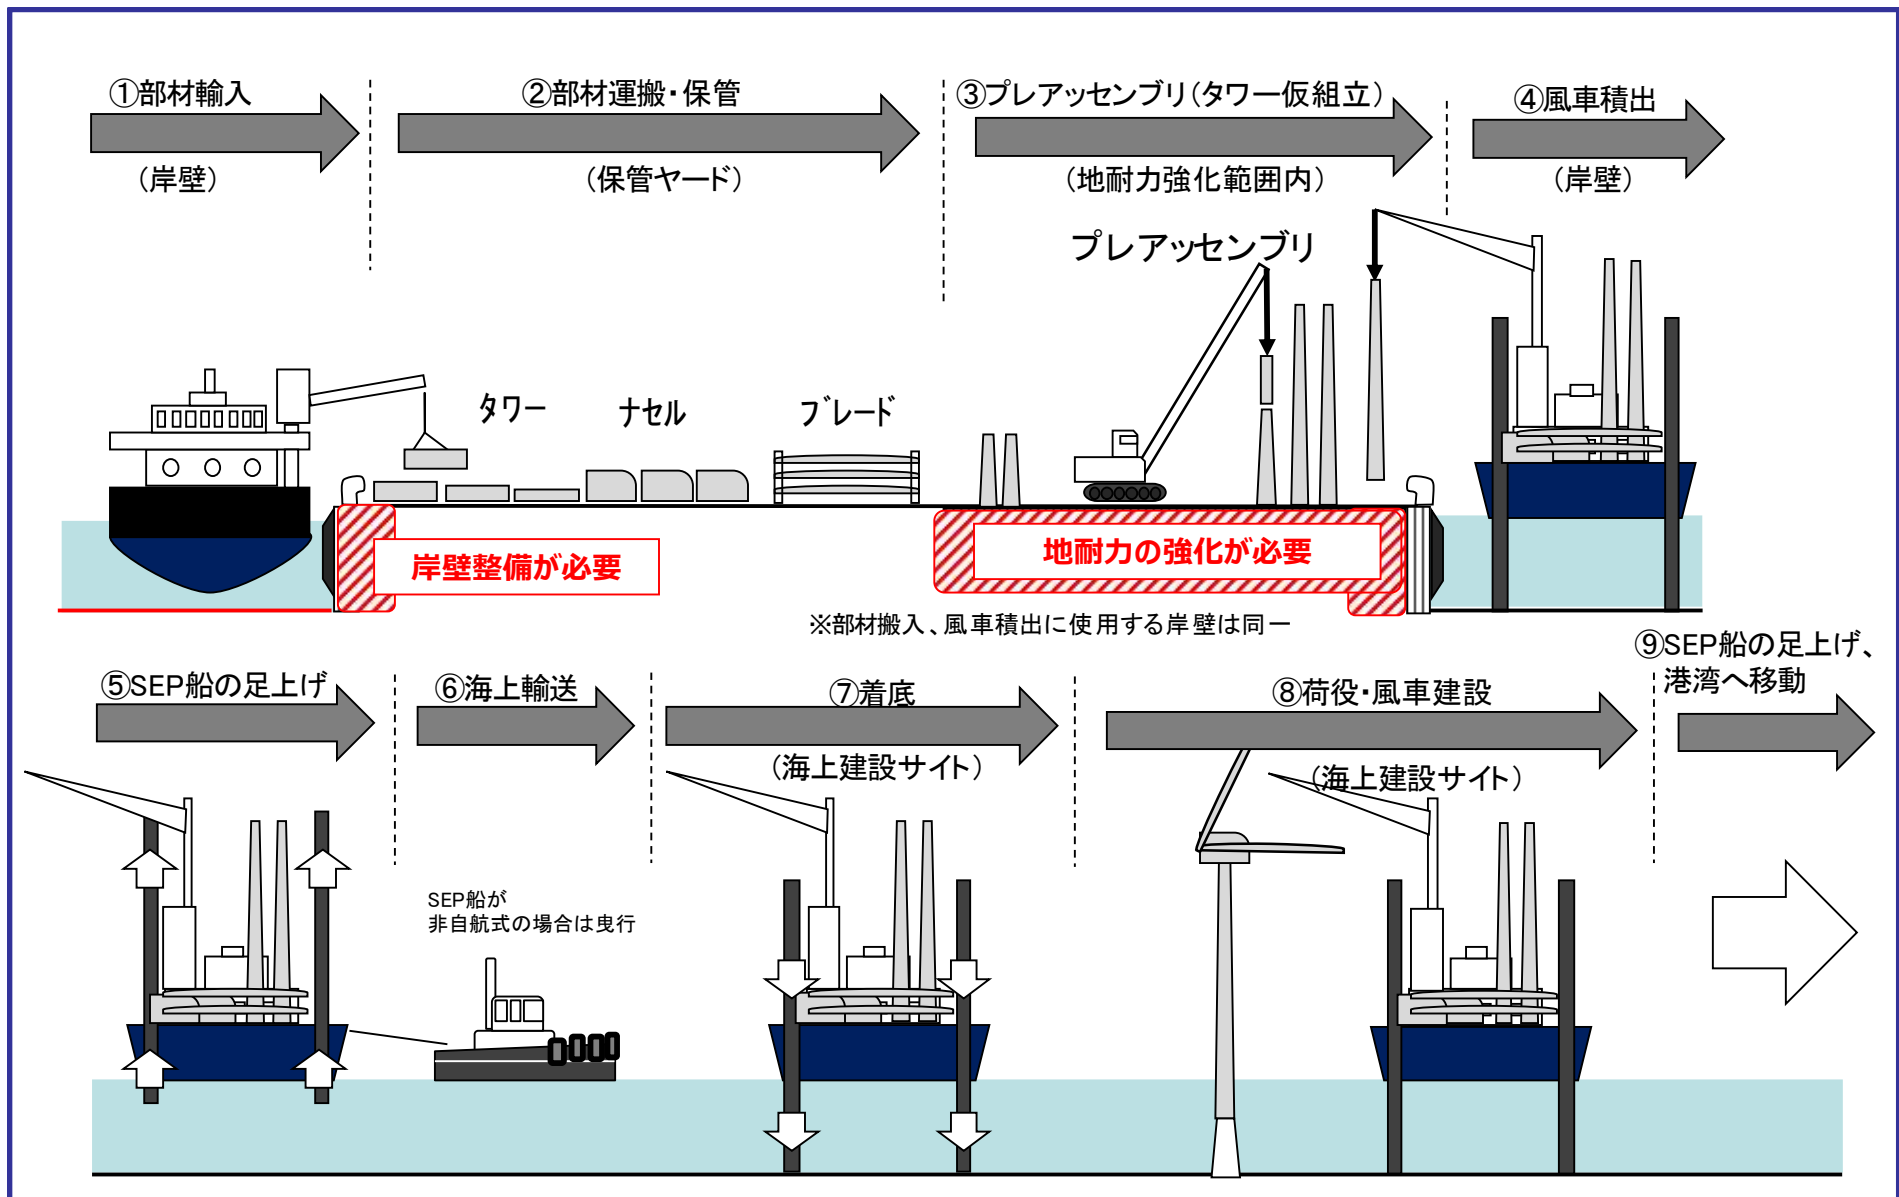 ①部材輸入
(岸壁)
②部材運搬・保管
(保管ヤード)
③プレアッセンブリ(タワー仮組立)
(地耐力強化範囲内)
④風車積出
(岸壁)
プレアッセンブリ
タワー
ナセル
ブレード
岸壁整備が必要
地耐力の強化が必要
※部材搬入、風車積出に使用する岸壁は同一
⑤SEP船の足上げ
⑥海上輸送
⑦着底
(海上建設サイト)
⑧荷役・風車建設
(海上建設サイト)
⑨SEP船の足上げ、
港湾へ移動
SEP船が
非自航式の場合は曳行